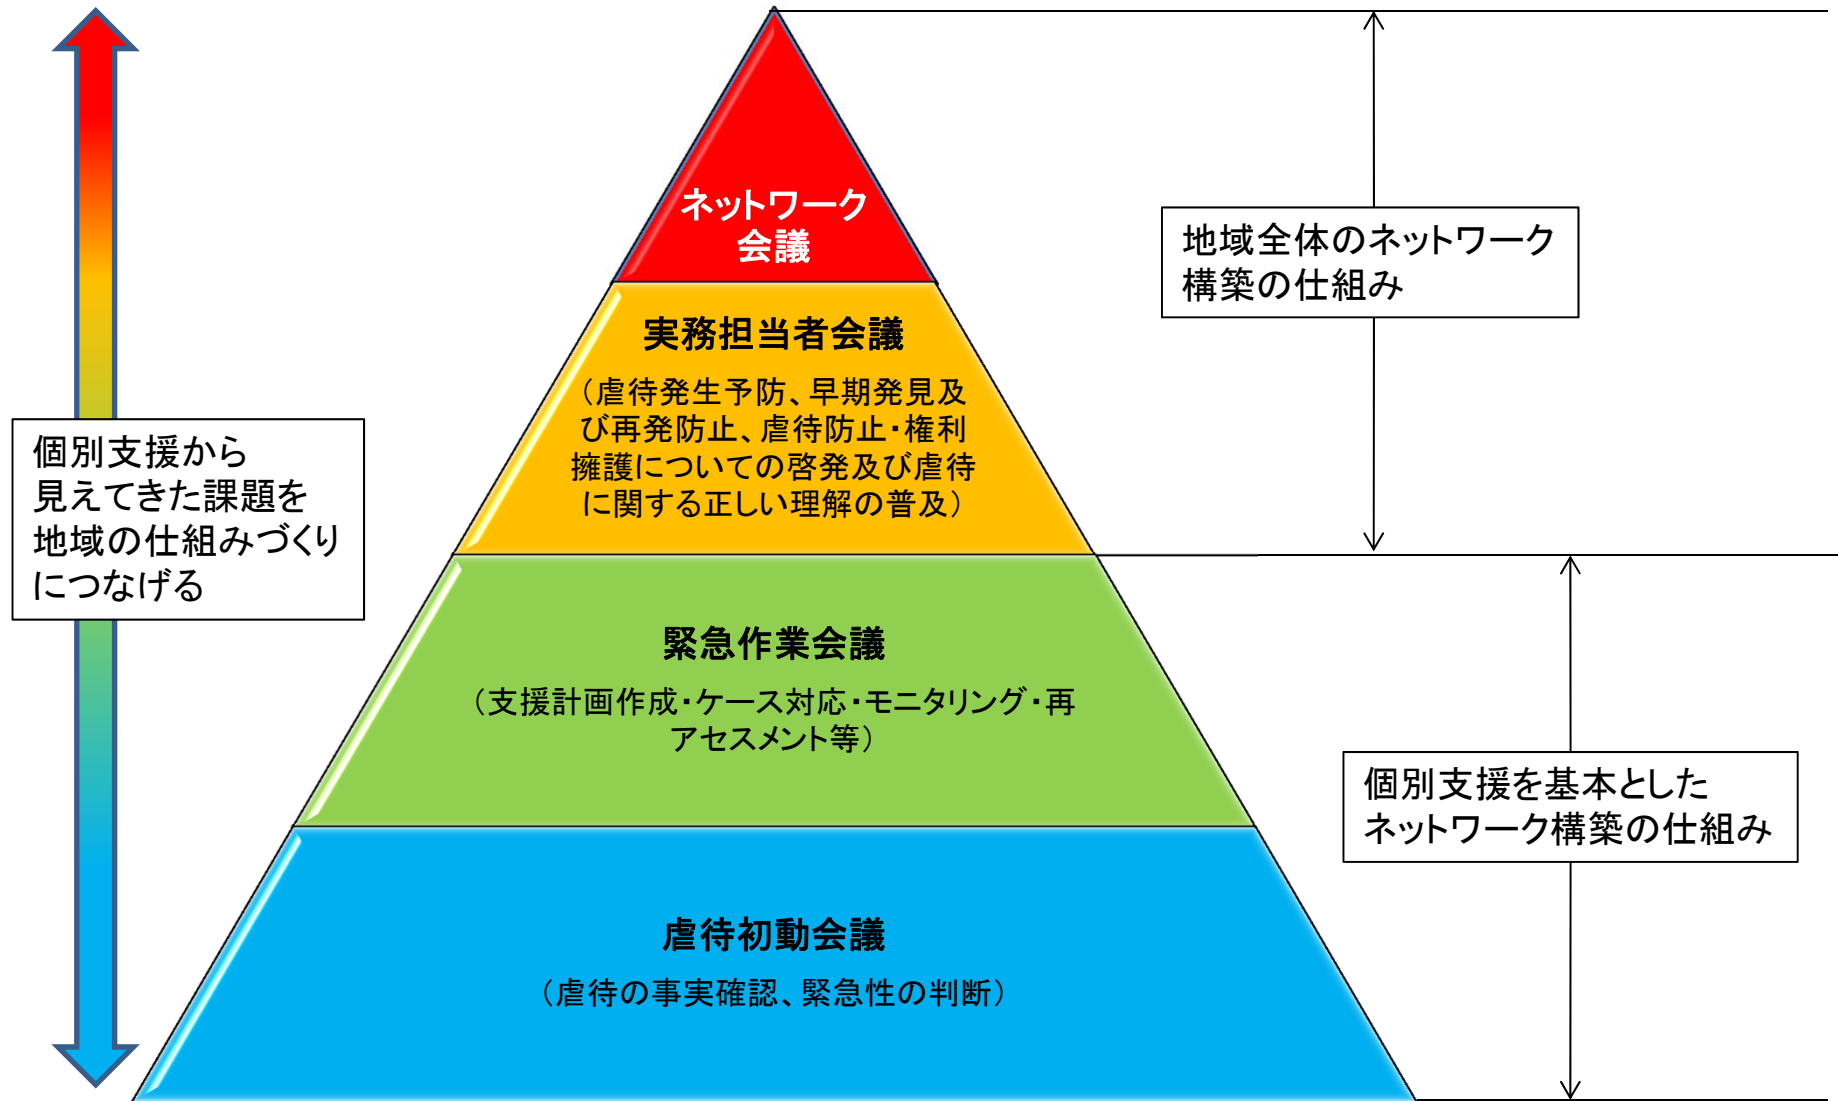 ネットワーク
会議
地域全体のネットワーク
構築の仕組み
実務担当者会議
（虐待発生予防、早期発見及
び再発防止、虐待防止・権利
擁護についての啓発及び虐待
に関する正しい理解の普及）
個別支援から
見えてきた課題を
地域の仕組みづくり
につなげる
緊急作業会議
（支援計画作成・ケース対応・モニタリング・再
アセスメント等）
個別支援を基本とした
ネットワーク構築の仕組み
虐待初動会議
（虐待の事実確認、緊急性の判断）